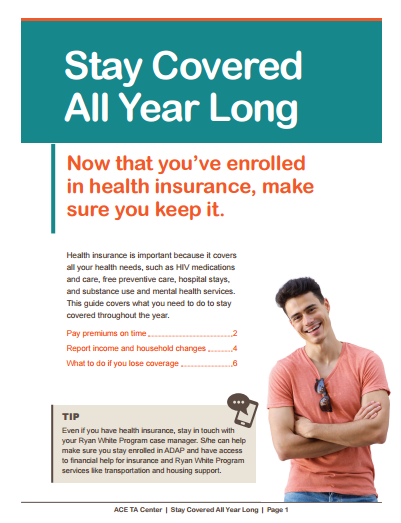 Stay Covered
All Year Long
Now that you've enrolled
in health insurance, make
sure you keep it.
Health insurance is important because it covers
all your health needs, such as HIV medications
and care, free preventive care, hospital stays,
and substance use and mental health services.
This guide covers what you need to do to stay
covered throughout the year.
Pay premiums on time 2
Report income and household changes 4
What to do if you lose coverage 6
TIP
Even if you have health insurance, stay in touch with
your Ryan White Program case manager. S/he can help
make sure you stay enrolled in ADAP and have access
to financial help for insurance and Ryan White Program
services like transportation and housing support.
ACE TA Center | Stay Covered All Year Long | Page 1